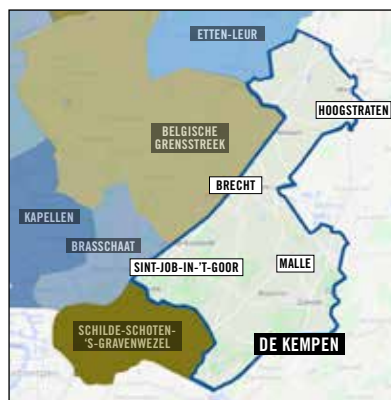 ETTEN-LEUR
HOOGSTRATEN
BELGISCHE
GRENSSTREEK
BRECHT
KAPELLEN
BRASSCHAAT
SINT-JOB-IN-'T-GOOR
MALLE
SCHILDE-SCHOTEN-
'S-GRAVENWEZEL
DE KEMPEN